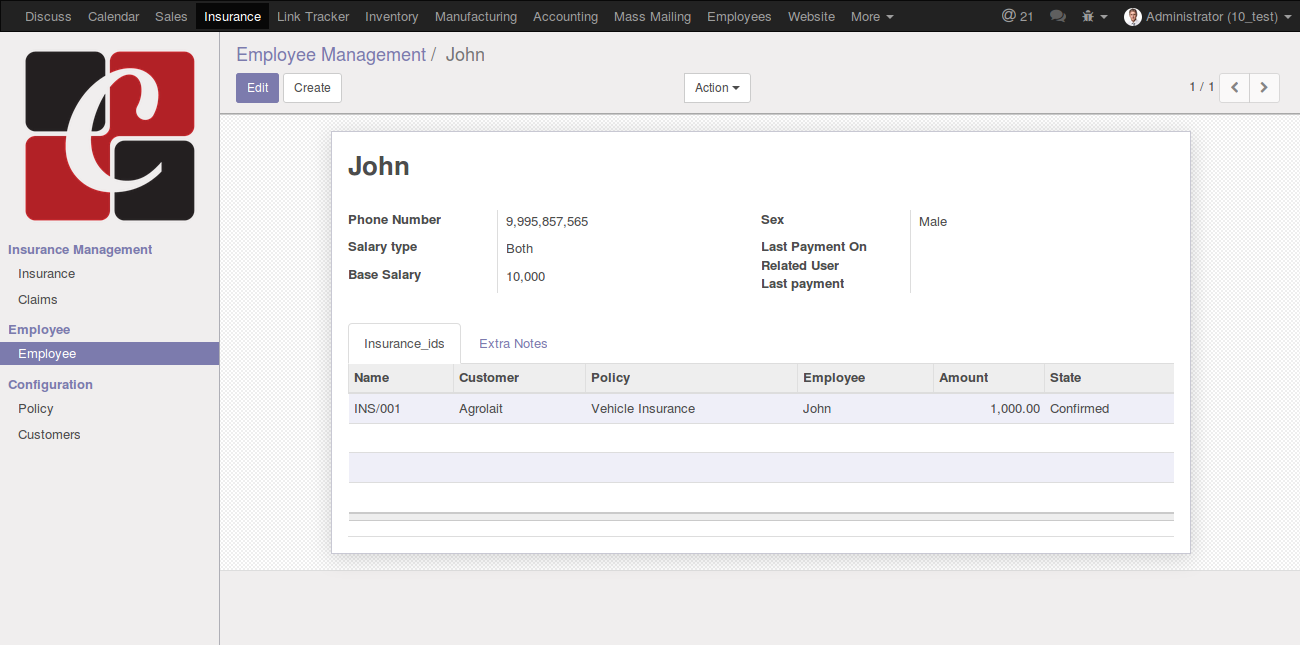 Discuss Calendar Sales Insurance Link Tracker Inventory Manufacturing Accounting Mass Mailing Employees Website More @ 21 Administrator (10_test)
Employee Management / John
Edit Create Action 1 / 1
C
Insurance Management
Insurance
Claims
Employee
Employee
Configuration
Policy
Customers
John
Phone Number 9,995,857,565
Salary type Both
Base Salary 10,000
Sex Male
Last Payment On
Related User
Last payment
Insurance_ids Extra Notes
Name Customer Policy Employee Amount State
INS/001 Agrolait Vehicle Insurance John 1,000.00 Confirmed